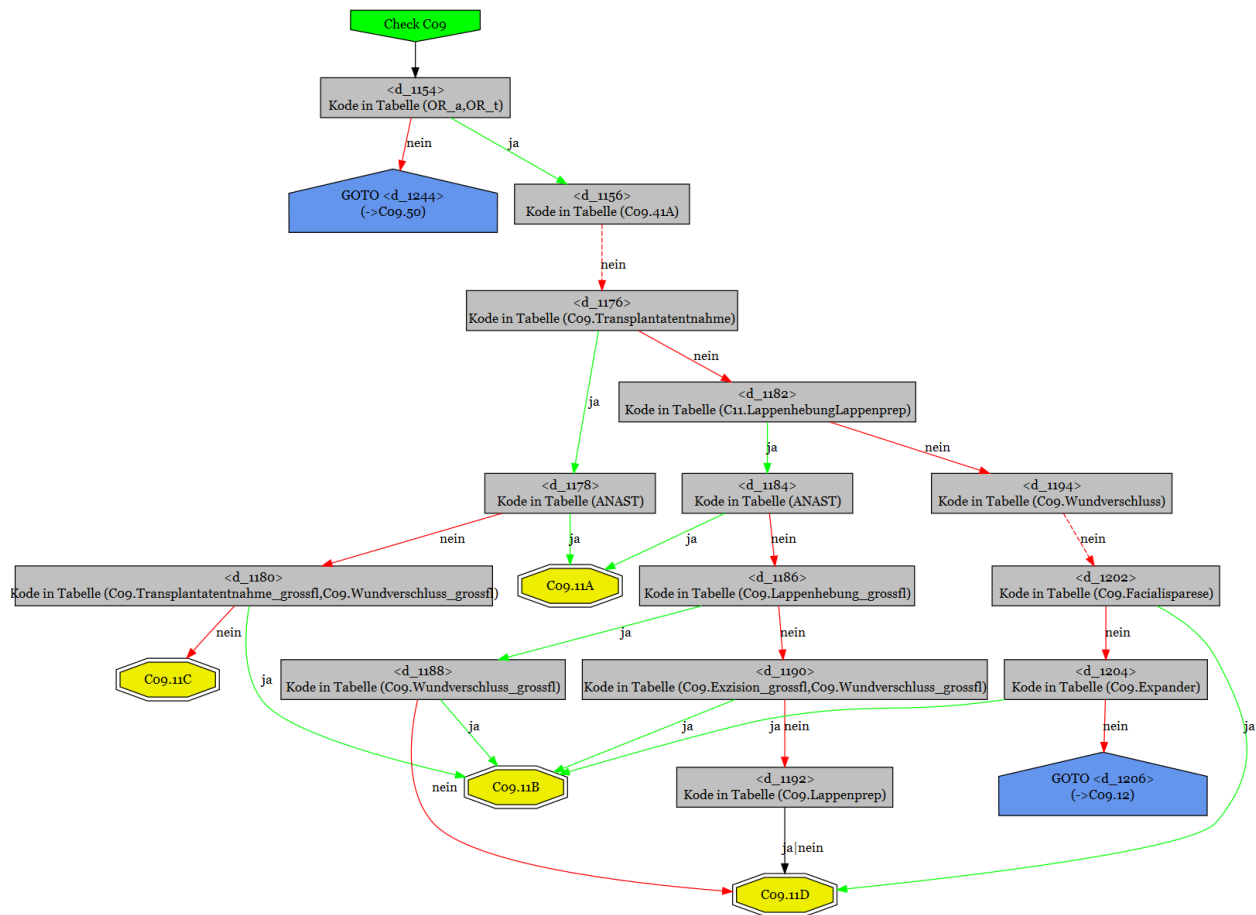 Check C09
<d_1154>
Kode in Tabelle (OR_a,OR_t)
nein
ja
GOTO <d_1244>
(->C09.50)
<d_1156>
Kode in Tabelle (C09.41A)
nein
<d_1176>
Kode in Tabelle (C09.Transplantatentnahme)
nein
ja
<d_1182>
Kode in Tabelle (C11.LappenhebungLappenprep)
ja
nein
<d_1178>
Kode in Tabelle (ANAST)
<d_1184>
Kode in Tabelle (ANAST)
<d_1194>
Kode in Tabelle (C09.Wundverschluss)
nein
ja
ja
nein
nein
<d_1180>
Kode in Tabelle (C09.Transplantatentnahme_grossfl,C09.Wundverschluss_grossfl)
C09.11A
<d_1186>
Kode in Tabelle (C09.Lappenhebung_grossfl)
<d_1202>
Kode in Tabelle (C09.Facialisparese)
nein
ja
ja
nein
nein
ja
C09.11C
<d_1188>
Kode in Tabelle (C09.Wundverschluss_grossfl)
<d_1190>
Kode in Tabelle (C09.Exzision_grossfl,C09.Wundverschluss_grossfl)
<d_1204>
Kode in Tabelle (C09.Expander)
nein
ja
ja
ja
nein
nein
C09.11B
<d_1192>
Kode in Tabelle (C09.Lappenprep)
GOTO <d_1206>
(->C09.12)
ja|nein
C09.11D